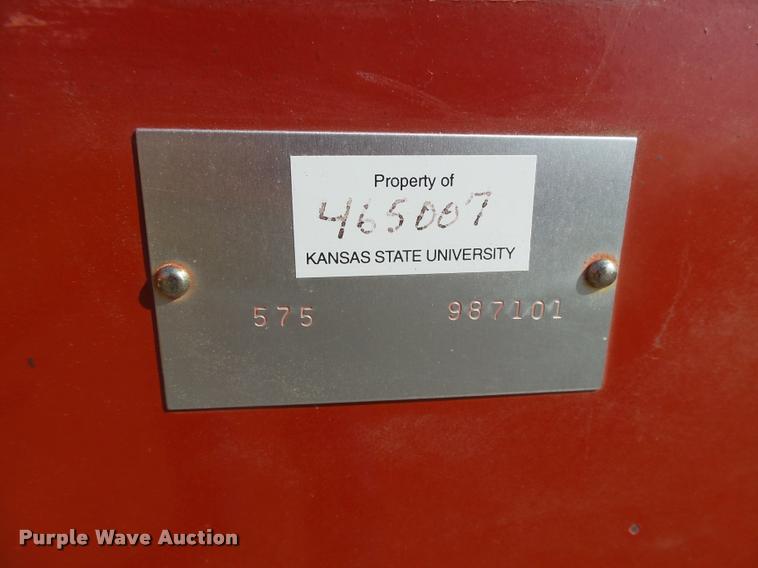 Property of
465007
KANSAS STATE UNIVERSITY
575 987101
Purple Wave Auction